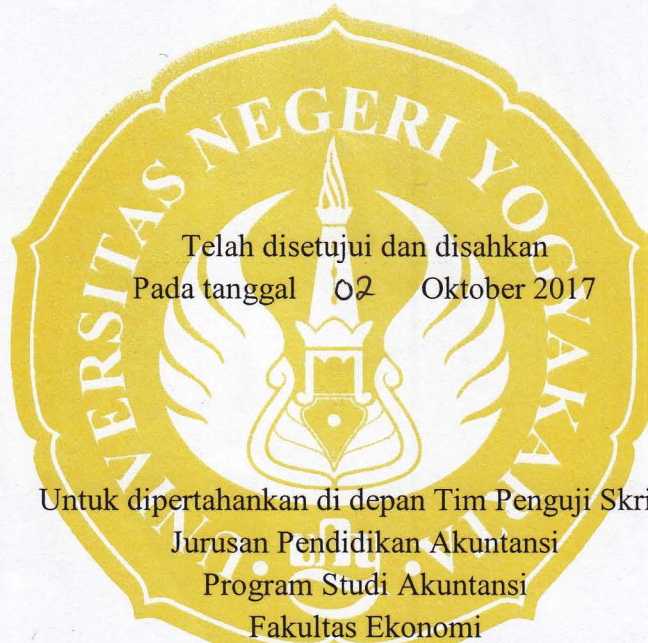 UNIVERSITAS NEGERI YOGYAKARTA
Telah disetujui dan disahkan
Pada tanggal 02 Oktober 2017
Untuk dipertahankan di depan Tim Penguji Skri
Jurusan Pendidikan Akuntansi
Program Studi Akuntansi
Fakultas Ekonomi